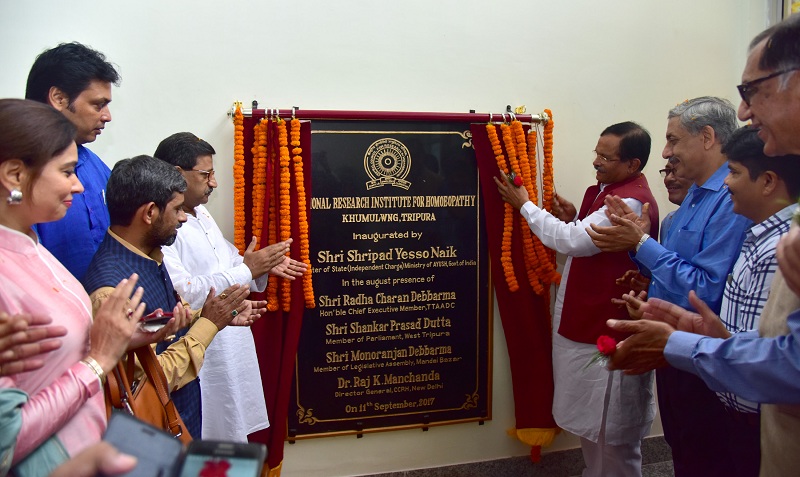 RESEARCH INSTITUTE FOR HOMOEOPATHY
KHUMULWNG, TRIPURA
Inaugurated by
Shri Shripad Yesso Naik
of State(Independent Charge)Ministry of AYUSH, Govt of India
In the august presence of
Shri Radha Charan Debbarma
Hon'ble Chief Executive Member, TTAADC
Shri Shankar Prasad Dutta
Member of Parliament, West Tripura
Shri Monoranjan Debbarma
Member of Legislative Assembly, Mandai Bazar
Dr. Raj K. Manchanda
Director General, CCRH, New Delhi
On 11th September, 2017